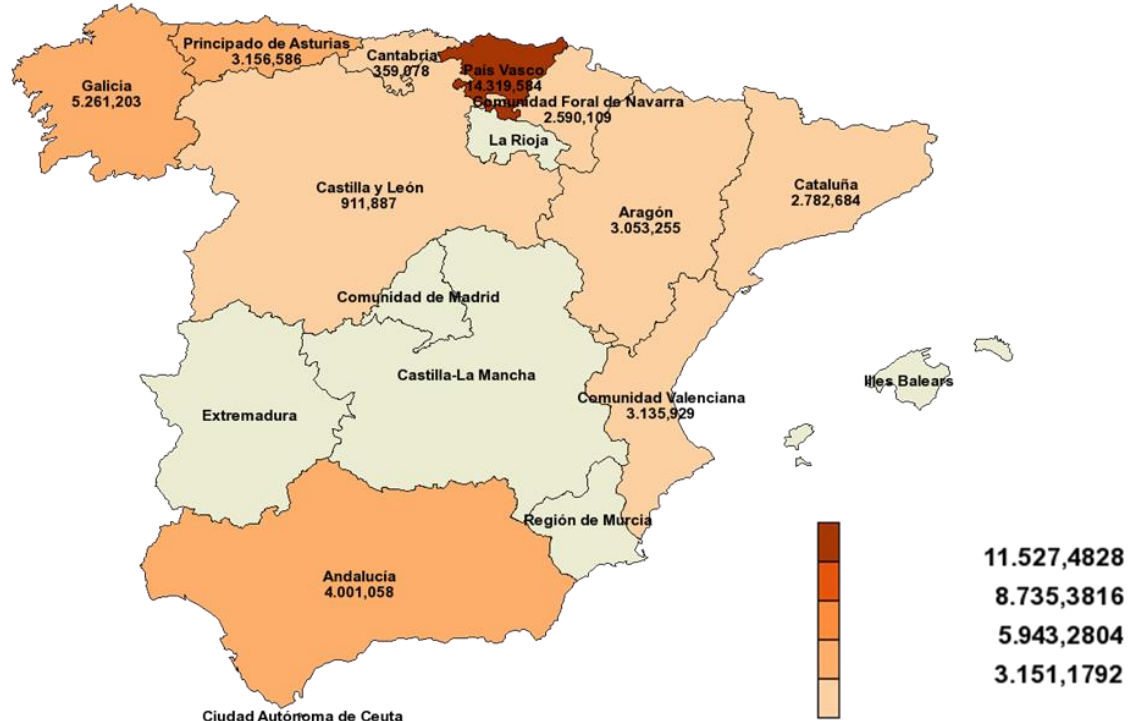 Principado de Asturias
3.156,586
Cantabria
359,078
País Vasco
14.319,584
Galicia
5.261,203
Comunidad Foral de Navarra
2.590,109
La Rioja
Castilla y León
911,887
Cataluña
2.782,684
Aragón
3.053,255
Comunidad de Madrid
Castilla-La Mancha
Illes Balears
Comunidad Valenciana
3.135,929
Extremadura
Región de Murcia
Andalucía
4.001,058
Ciudad Autónoma de Ceuta
11.527,4828
8.735,3816
5.943,2804
3.151,1792